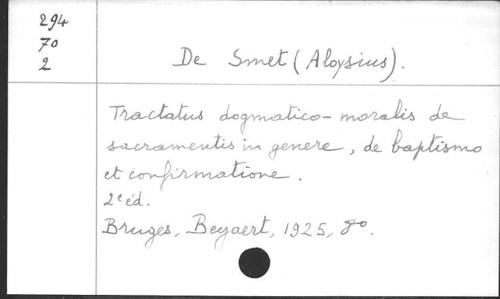 294
70
2
De Smet (Aloysius).
Tractatus dogmatico-moralis de
sacramentis in genere, de baptismo
et confirmatione.
2e éd.
Bruges, Beyaert, 1925, 8º.